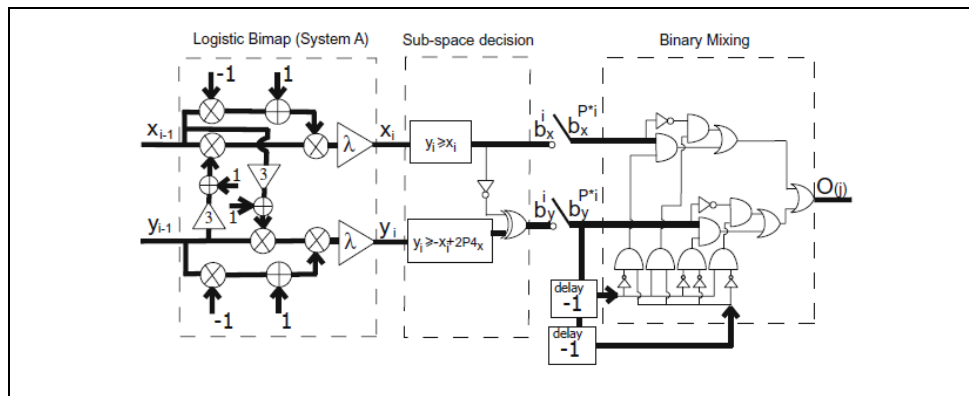 Logistic Bimap (System A)
Sub-space decision
Binary Mixing
-1
1
x_{i-1}
λ
x_i
y_i ≥ x_i
b_x^i
b_x^{P*i}
3
1
1
3
O(j)
y_{i-1}
λ
y_i
y_i ≥ -x_i+2P4_x
b_y^i
b_y^{P*i}
-1
1
delay
-1
delay
-1